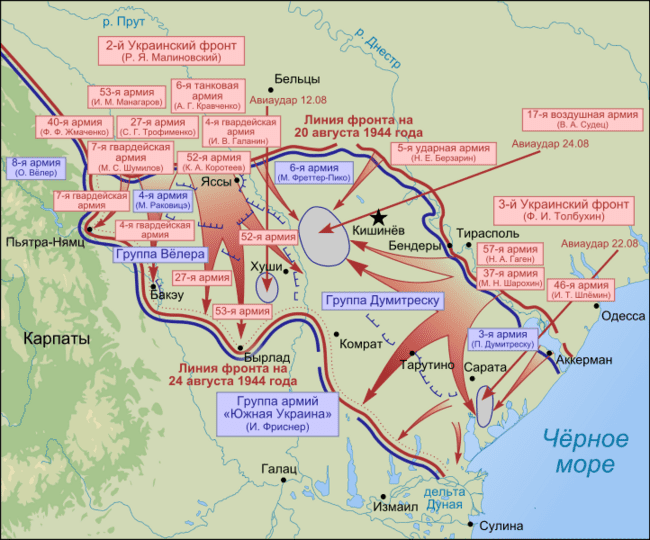 р. Прут
р. Днестр
2-й Украинский фронт
(Р. Я. Малиновский)
53-я армия
(И. М. Манагаров)
6-я танковая
армия
(А. Г. Кравченко)
Бельцы
Авиаудар 12.08
40-я армия
(Ф. Ф. Жмаченко)
27-я армия
(С. Г. Трофименко)
4-я гвардейская
армия
(И. В. Галанин)
Линия фронта на
20 августа 1944 года
17-я воздушная армия
(В. А. Судец)
Авиаудар 24.08
7-я гвардейская
армия
(М. С. Шумилов)
52-я армия
(К. А. Коротеев)
5-я ударная армия
(Н. Э. Берзарин)
8-я армия
(О. Вёлер)
6-я армия
(М. Фреттер-Пико)
Яссы
7-я гвардейская
армия
4-я армия
(М. Раковицэ)
3-й Украинский фронт
(Ф. И. Толбухин)
4-я гвардейская
армия
52-я армия
Кишинёв
Тирасполь
Бендеры
Пьятра-Нямц
Группа Вёлера
57-я армия
(Н. А. Гаген)
Авиаудар 22.08
27-я армия
Хуши
37-я армия
(М. Н. Шарохин)
46-я армия
(И. Т. Шлёмин)
Бакэу
Группа Думитреску
53-я армия
Одесса
Карпаты
3-я армия
(П. Думитреску)
Комрат
Бырлад
Тарутино
Аккерман
Сарата
Линия фронта на
24 августа 1944 года
Группа армий
«Южная Украина»
(И. Фриснер)
Чёрное
море
Галац
дельта
Дуная
Измаил
Сулина